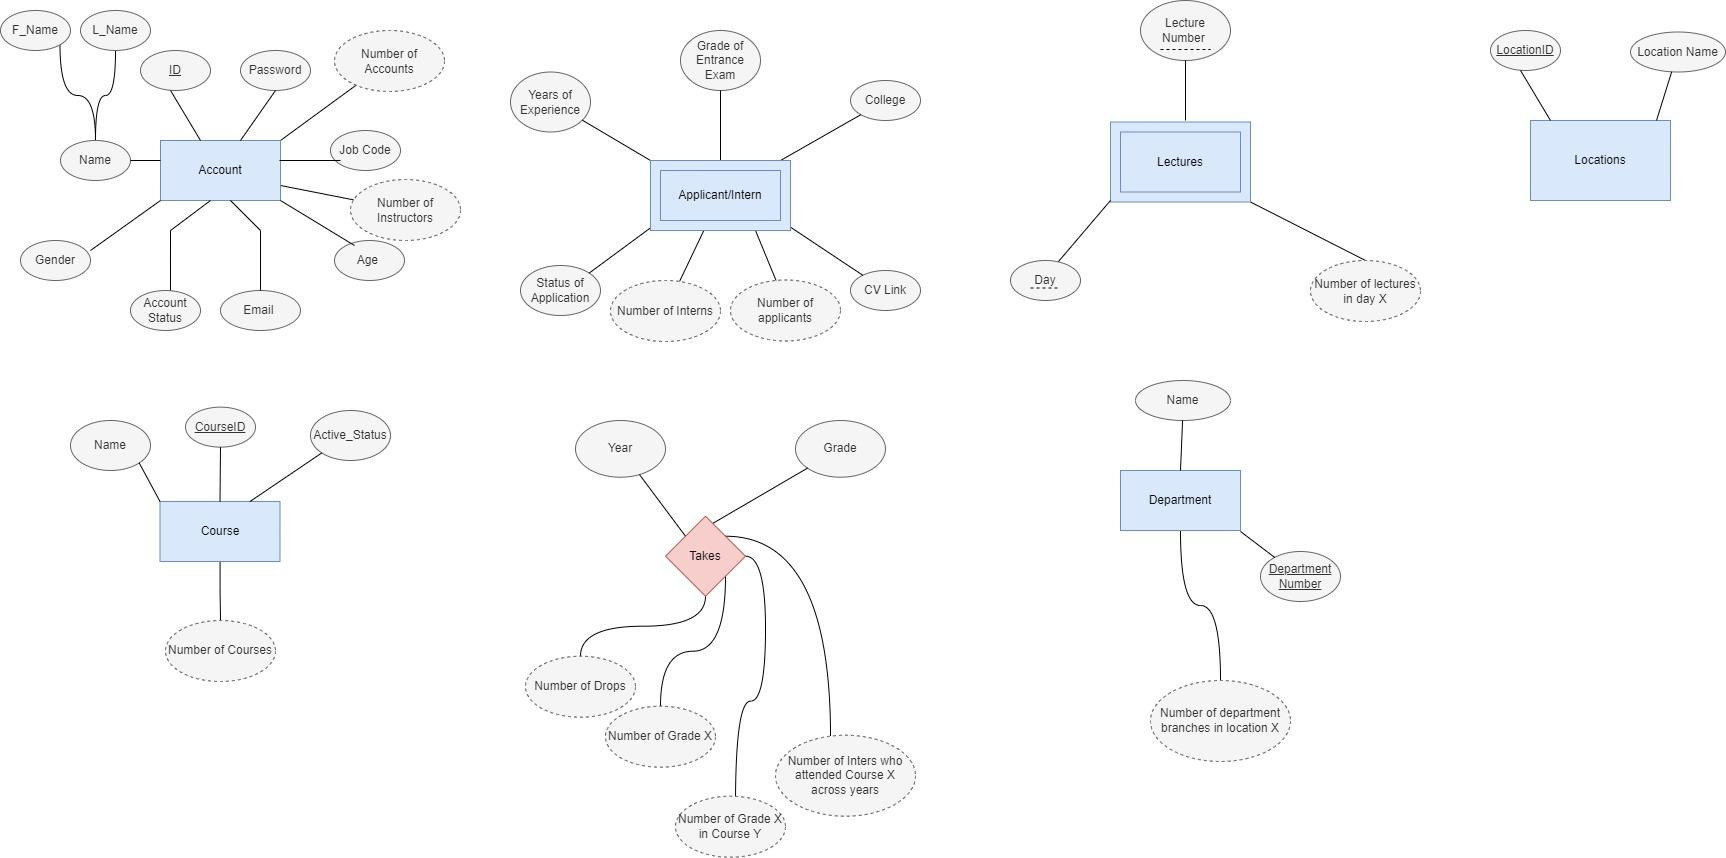 F_Name
L_Name
ID
Password
Number of
Accounts
Name
Account
Job Code
Number of
Instructors
Gender
Age
Account
Status
Email
Grade of
Entrance
Exam
Years of
Experience
College
Applicant/Intern
Status of
Application
Number of Interns
Number of
applicants
CV Link
Lecture
Number
Lectures
Day
Number of lectures
in day X
LocationID
Location Name
Locations
Name
CourseID
Active_Status
Course
Number of Courses
Year
Grade
Takes
Number of Drops
Number of Grade X
Number of Grade X
in Course Y
Number of Inters who
attended Course X
across years
Name
Department
Department
Number
Number of department
branches in location X